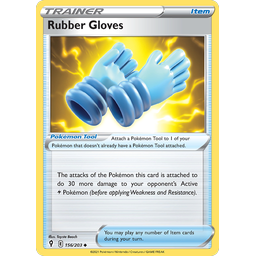 TRAINER Item
Rubber Gloves
Pokémon Tool Attach a Pokémon Tool to 1 of your
Pokémon that doesn't already have a Pokémon Tool attached.
The attacks of the Pokémon this card is attached to
do 30 more damage to your opponent's Active
Pokémon (before applying Weakness and Resistance).
You may play any number of Item cards
during your turn.
156/203